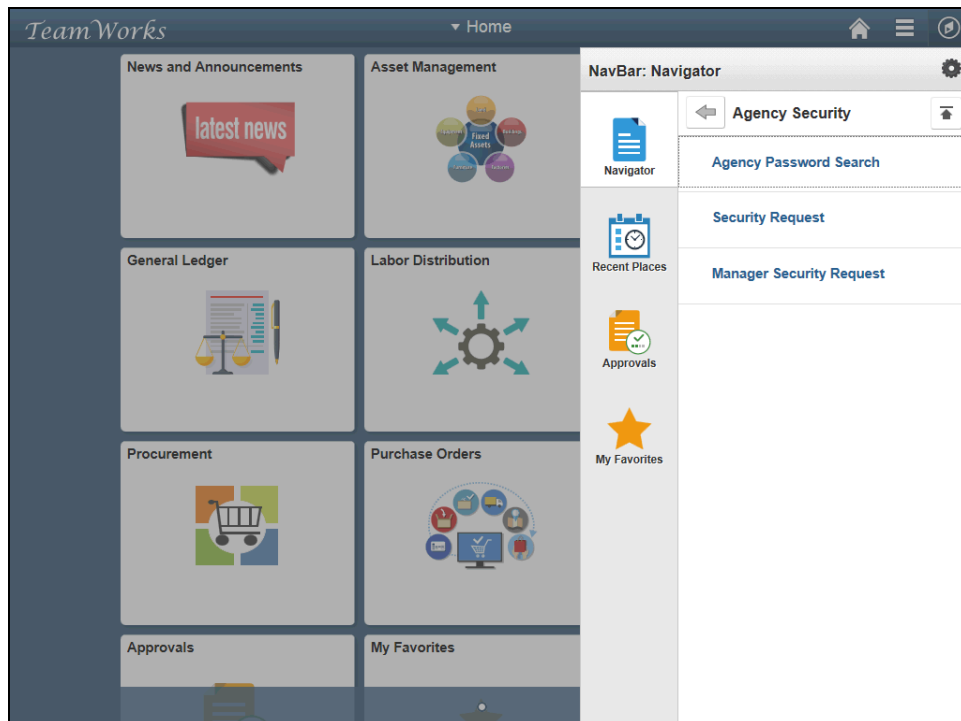 TeamWorks
Home
News and Announcements
latest news
Asset Management
Fixed
Assets
General Ledger
Labor Distribution
Procurement
Purchase Orders
Approvals
My Favorites
NavBar: Navigator
Navigator
Recent Places
Approvals
My Favorites
Agency Security
Agency Password Search
Security Request
Manager Security Request